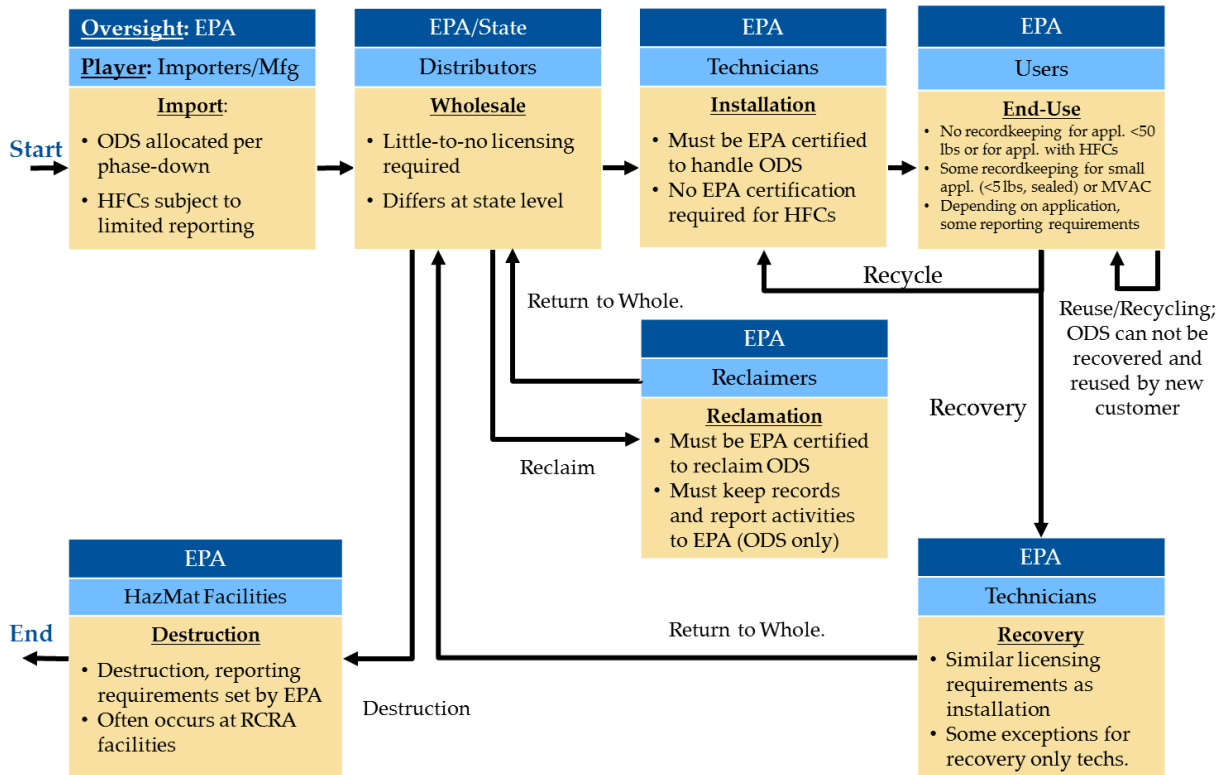 Oversight: EPA
Player: Importers/Mfg
Import:
• ODS allocated per
phase-down
• HFCs subject to
limited reporting
Start
EPA/State
Distributors
Wholesale
• Little-to-no licensing
required
• Differs at state level
EPA
Technicians
Installation
• Must be EPA certified
to handle ODS
• No EPA certification
required for HFCs
EPA
Users
End-Use
• No recordkeeping for appl. <50
lbs or for appl. with HFCs
• Some recordkeeping for small
appl. (<5 lbs, sealed) or MVAC
• Depending on application,
some reporting requirements
Recycle
Reuse/Recycling;
ODS can not be
recovered and
reused by new
customer
Return to Whole.
EPA
Reclaimers
Reclamation
• Must be EPA certified
to reclaim ODS
• Must keep records
and report activities
to EPA (ODS only)
Reclaim
Recovery
EPA
HazMat Facilities
Destruction
• Destruction, reporting
requirements set by EPA
• Often occurs at RCRA
facilities
End
Destruction
Return to Whole.
EPA
Technicians
Recovery
• Similar licensing
requirements as
installation
• Some exceptions for
recovery only techs.